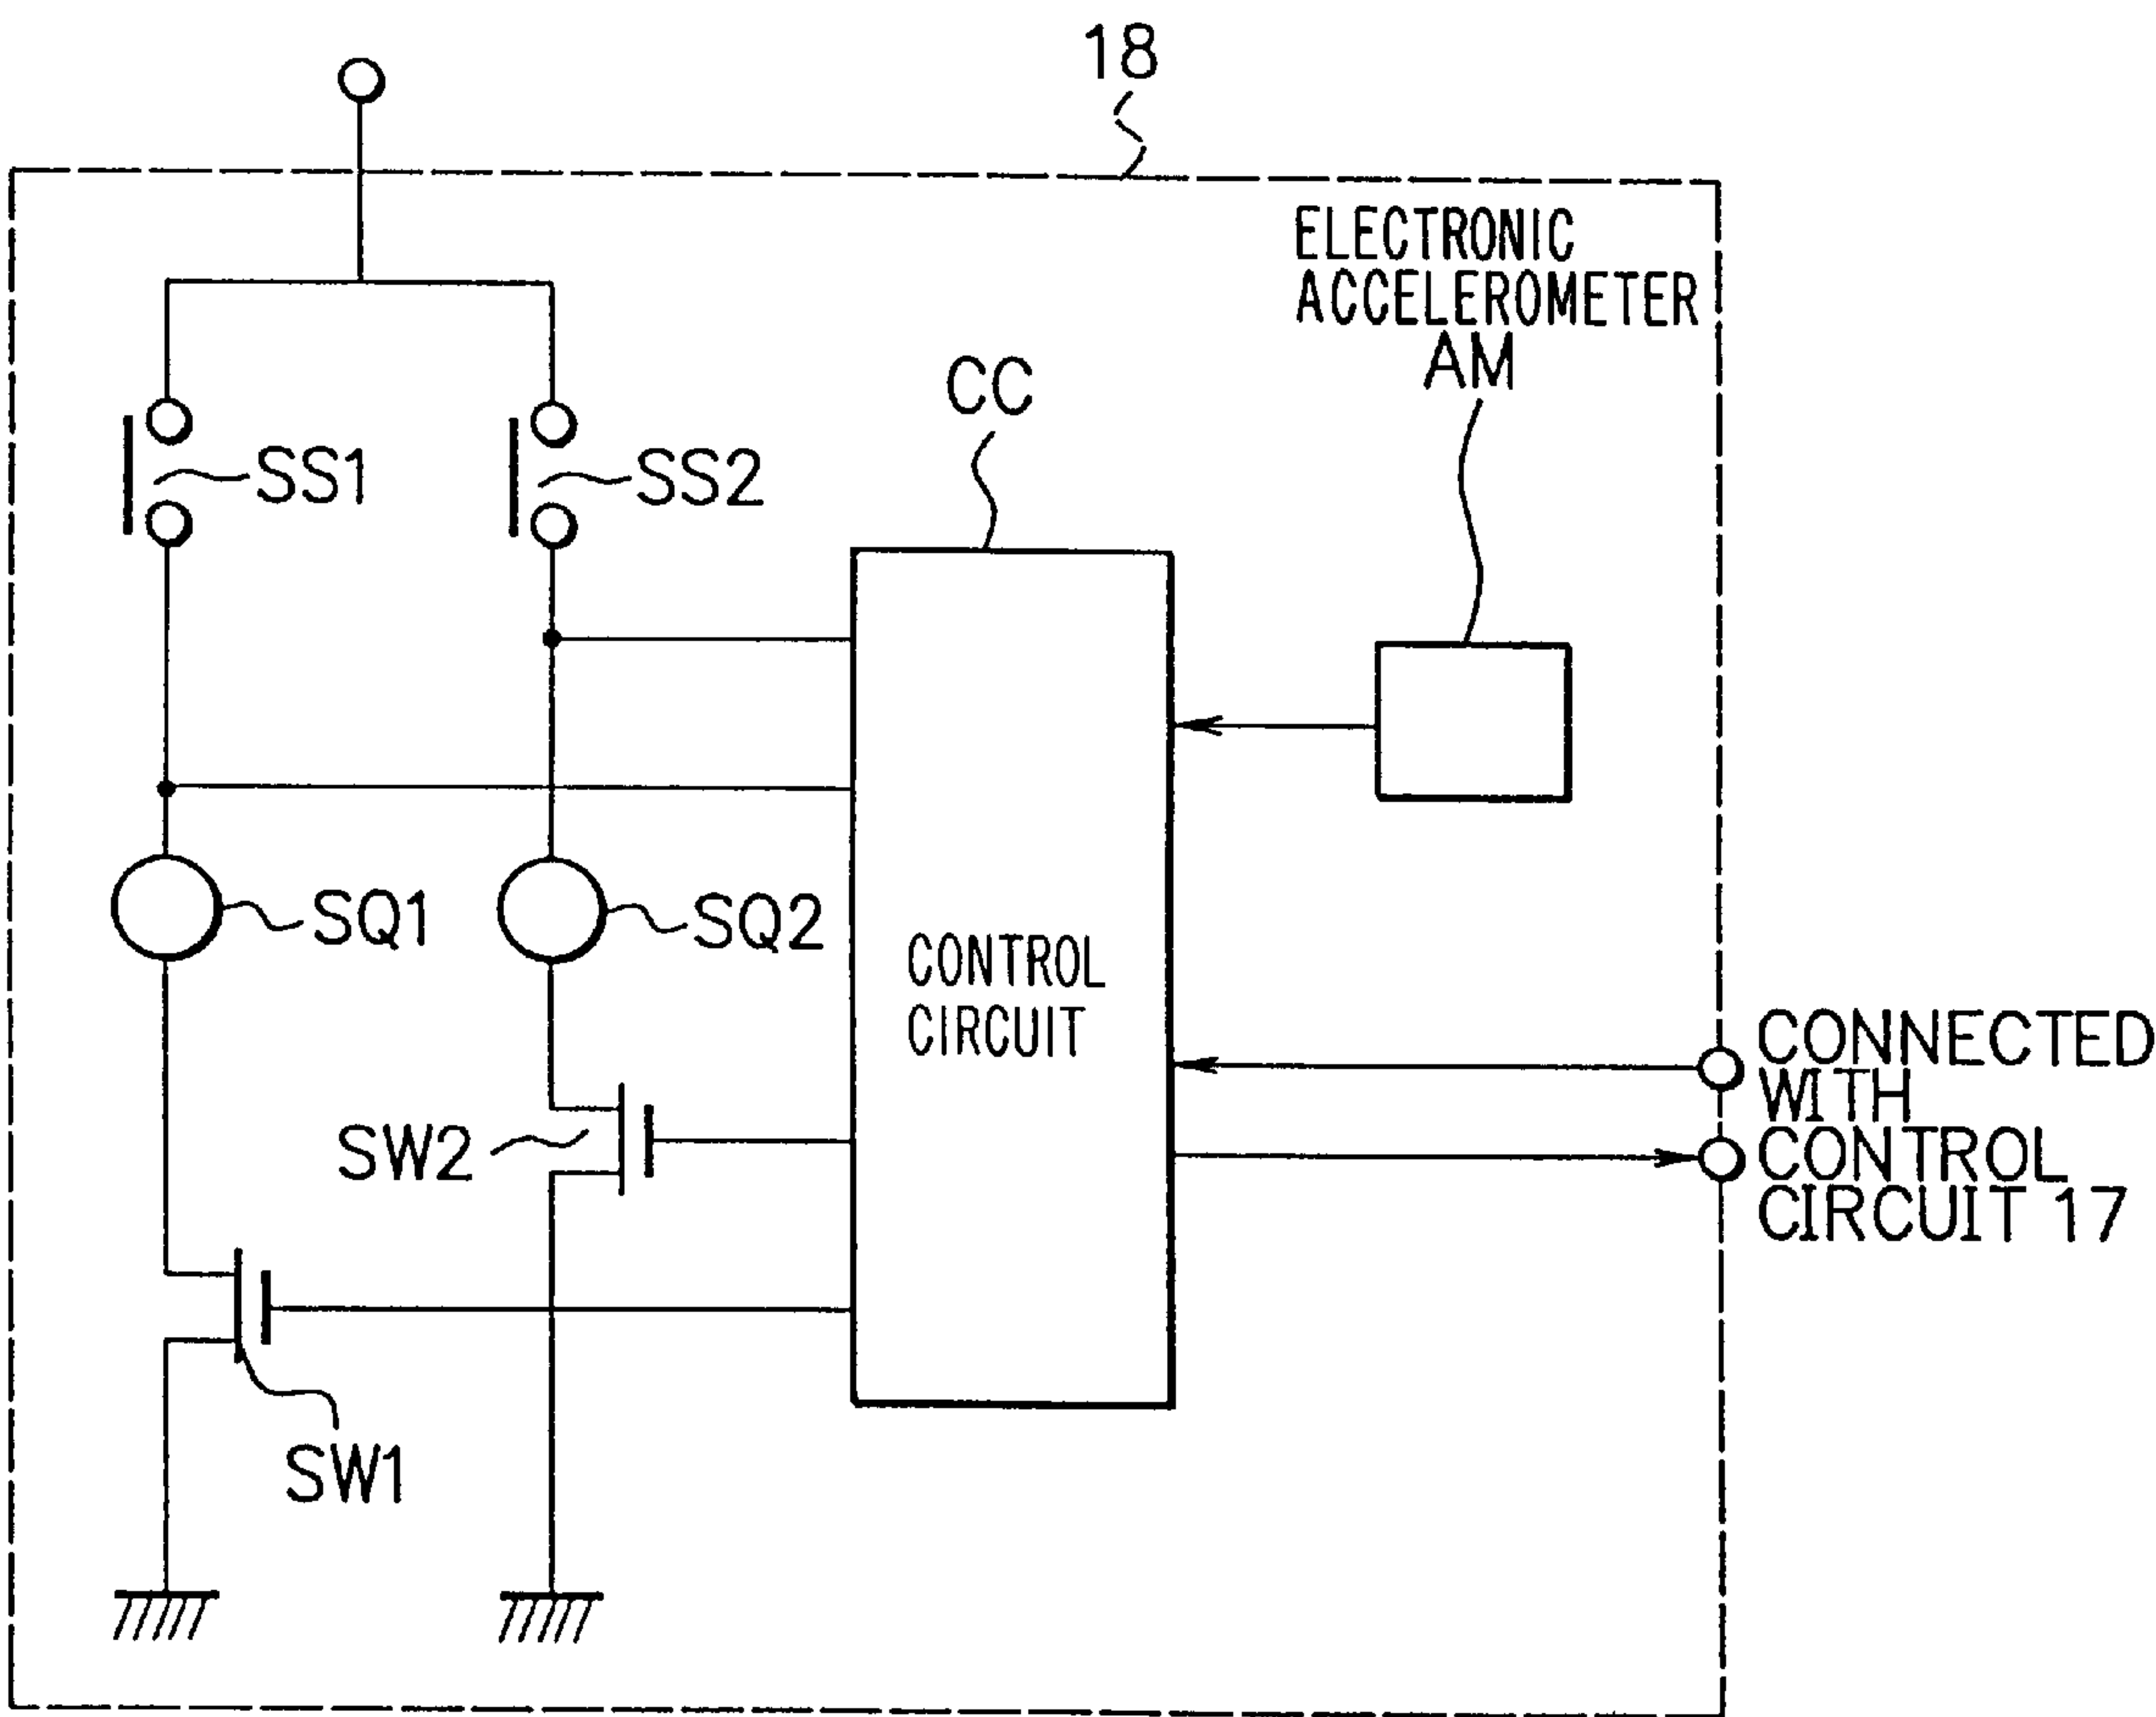 18
ELECTRONIC
ACCELEROMETER
AM
CC
SS1
SS2
SQ1
SQ2
CONTROL
CIRCUIT
CONNECTED
WITH
CONTROL
CIRCUIT 17
SW2
SW1